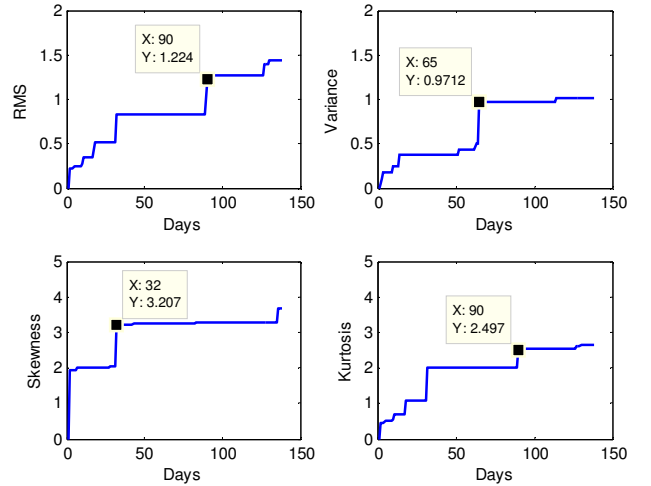 2
1.5
1
0.5
0
RMS
X: 90
Y: 1.224
0 50 100 150
Days
2
1.5
1
0.5
0
Variance
X: 65
Y: 0.9712
0 50 100 150
Days
5
4
3
2
1
0
Skewness
X: 32
Y: 3.207
0 50 100 150
Days
5
4
3
2
1
0
Kurtosis
X: 90
Y: 2.497
0 50 100 150
Days